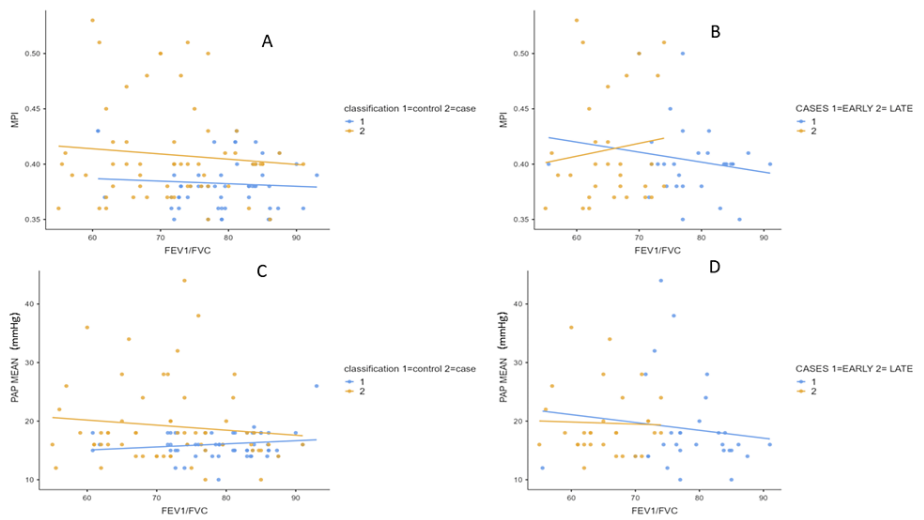 A
MPI
0.50
0.45
0.40
0.35
60 70 80 90
FEV1/FVC
classification 1=control 2=case
1
2
B
MPI
0.50
0.45
0.40
0.35
60 70 80 90
FEV1/FVC
CASES 1=EARLY 2= LATE
1
2
C
PAP MEAN (mmHg)
40
30
20
10
60 70 80 90
FEV1/FVC
classification 1=control 2=case
1
2
D
PAP MEAN (mmHg)
40
30
20
10
60 70 80 90
FEV1/FVC
CASES 1=EARLY 2= LATE
1
2